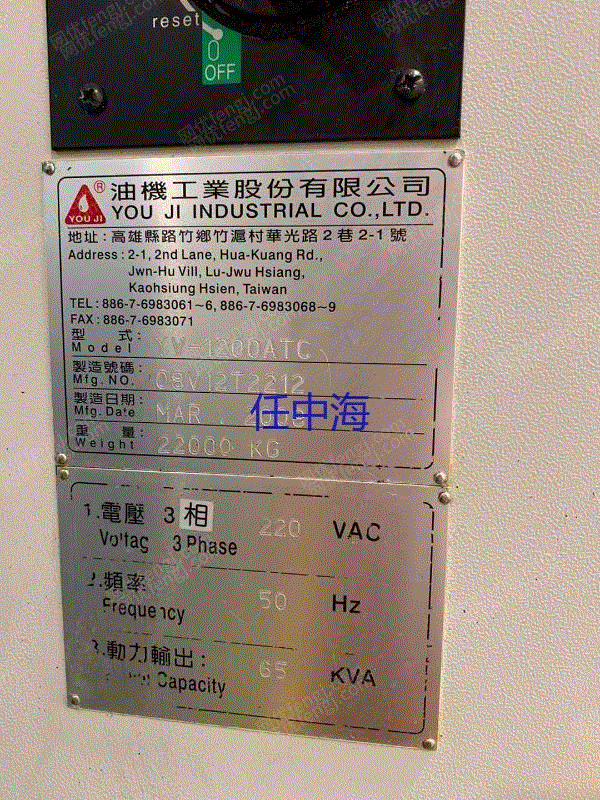 reset
0
OFF
YOU JI
®
油機工業股份有限公司
YOU JI INDUSTRIAL CO.,LTD.
地址:高雄縣路竹鄉竹滬村華光路2巷2-1號
Address:2-1, 2nd Lane, Hua-Kuang Rd.,
Jwn-Hu Vill, Lu-Jwu Hsiang,
Kaohsiung Hsien, Taiwan
TEL:886-7-6983061~6, 886-7-6983068~9
FAX:886-7-6983071
型 式:
Model YV-1200ATC
製造號碼:
Mfg. NO. 08V12T2212
製造日期:
Mfg. Date MAR. 2008
任中海
重 量:
Weight 22000 KG
1.電壓 3相 220 VAC
Voltag 3 Phase
2.頻率 50 Hz
Frequency
3.動力輸出: 65 KVA
Capacity